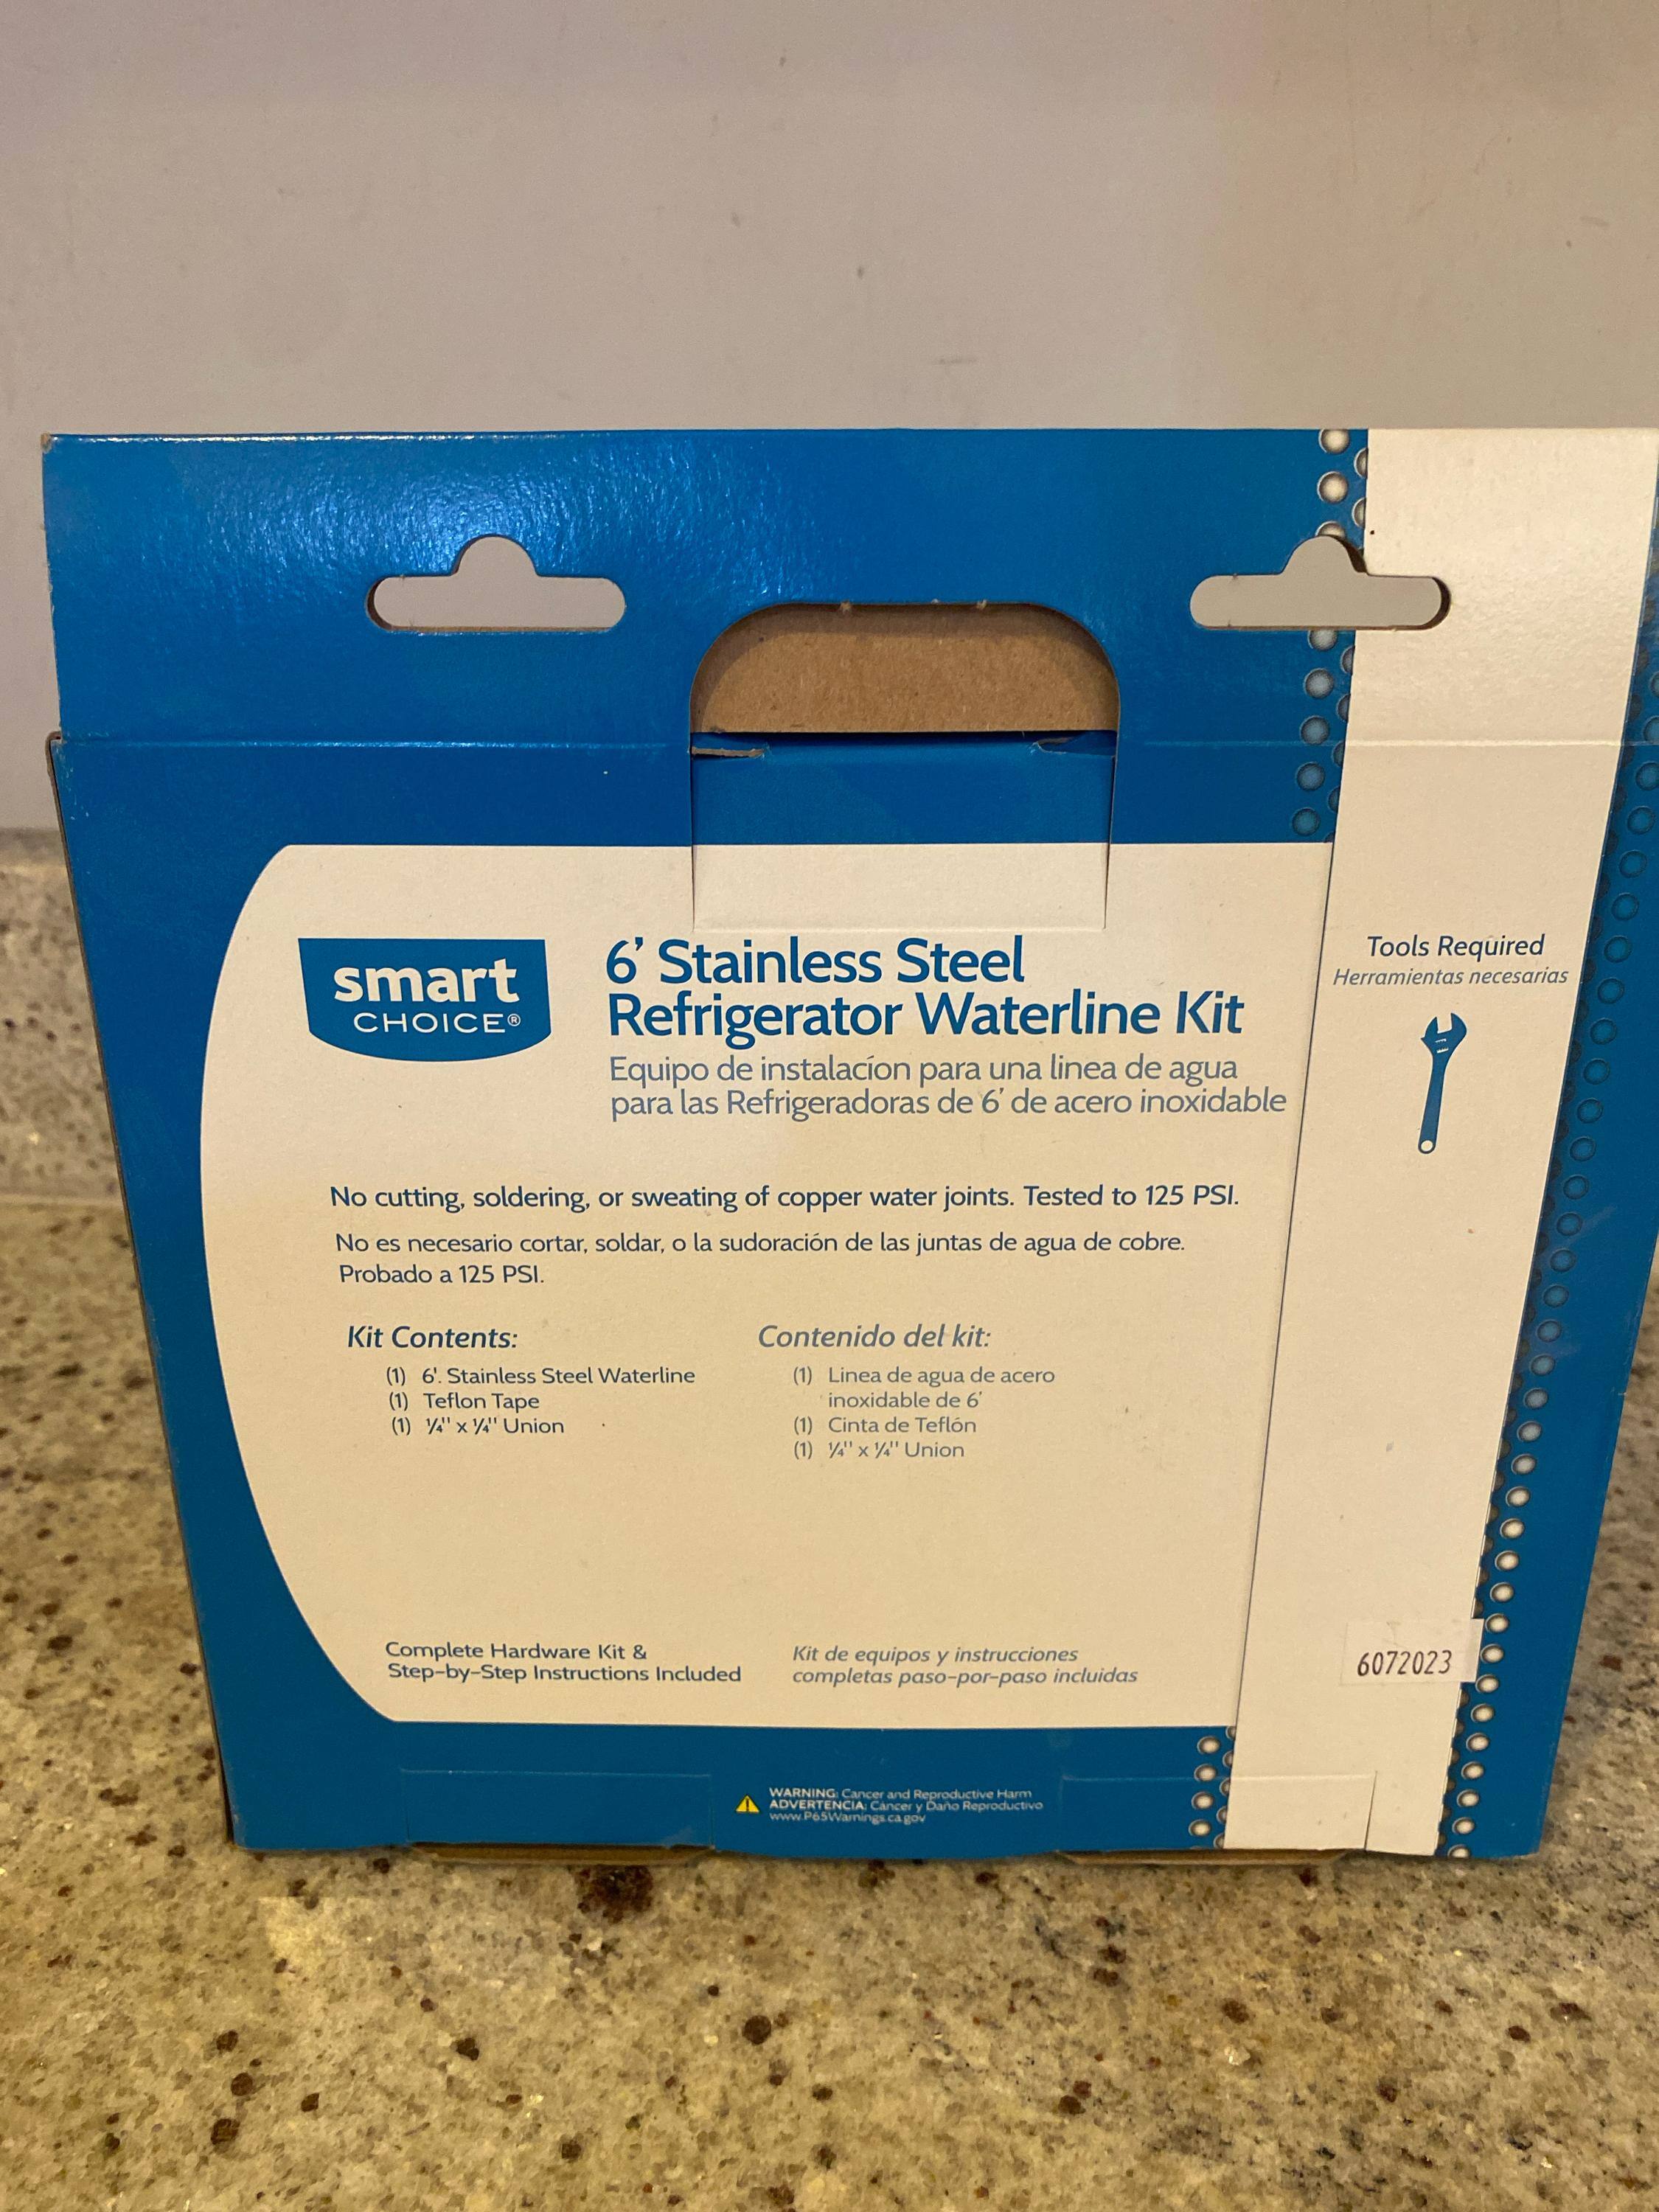 smart
CHOICE®
6' Stainless Steel
Refrigerator Waterline Kit
Equipo de instalacíon para una linea de agua
para las Refrigeradoras de 6' de acero inoxidable
Tools Required
Herramientas necesarias
No cutting, soldering, or sweating of copper water joints. Tested to 125 PSI.
No es necesario cortar, soldar, o la sudoración de las juntas de agua de cobre.
Probado a 125 PSI.
Kit Contents:
(1) 6'. Stainless Steel Waterline
(1) Teflon Tape
(1) ¼" x ¼" Union
Contenido del kit:
(1) Linea de agua de acero
inoxidable de 6'
(1) Cinta de Teflón
(1) ¼" x ¼" Union
Complete Hardware Kit &
Step-by-Step Instructions Included
Kit de equipos y instrucciones
completas paso-por-paso incluidas
6072023
WARNING: Cancer and Reproductive Harm
ADVERTENCIA: Cáncer y Daño Reproductivo
www.P65Warnings.ca.gov